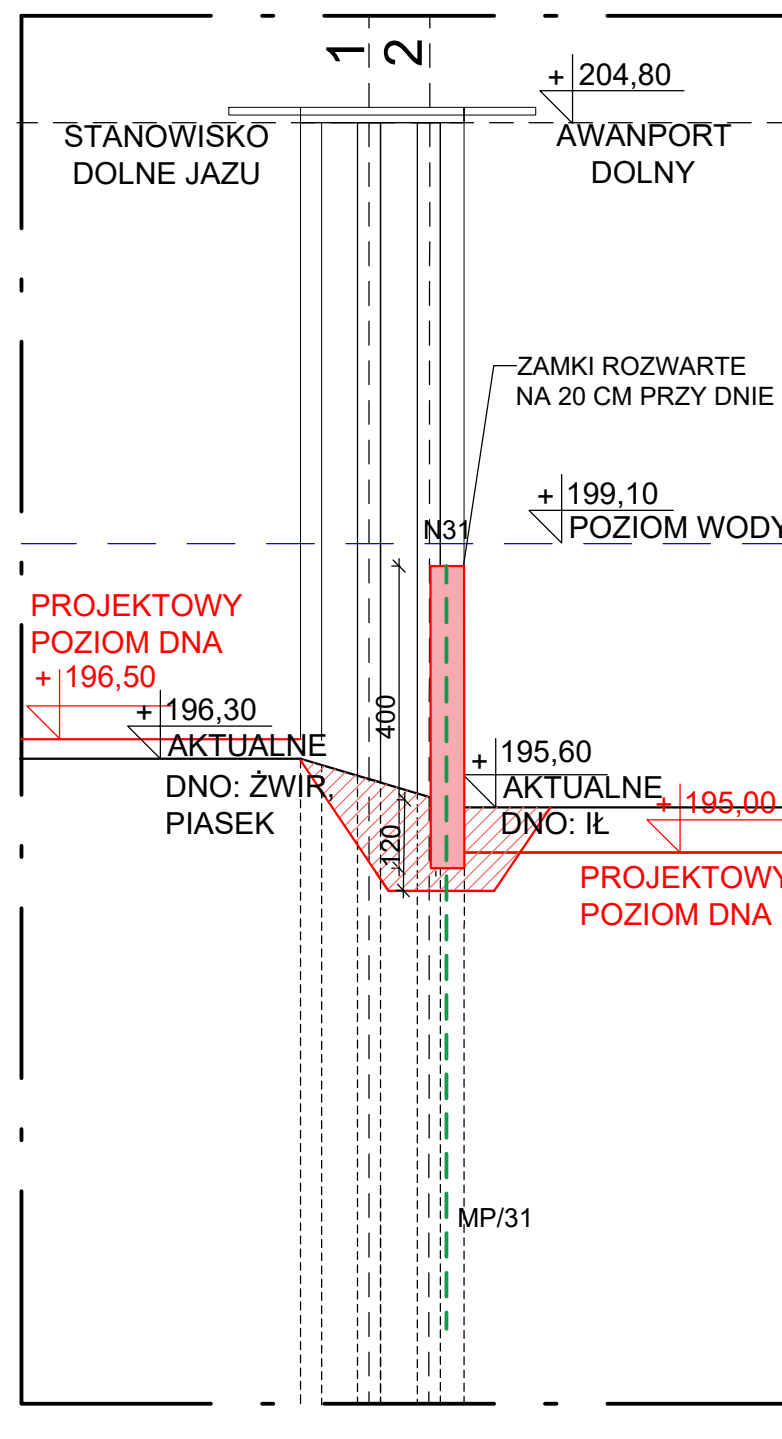 1
2
+ 204,80
STANOWISKO
DOLNE JAZU
AWANPORT
DOLNY
ZAMKI ROZWARTE
NA 20 CM PRZY DNIE
+ 199,10
POZIOM WODY
N31
PROJEKTOWY
POZIOM DNA
+ 196,50
+ 196,30
AKTUALNE
DNO: ŻWIR,
PIASEK
400
120
+ 195,60
AKTUALNE
DNO: IŁ
+ 195,00
PROJEKTOWY
POZIOM DNA
MP/31